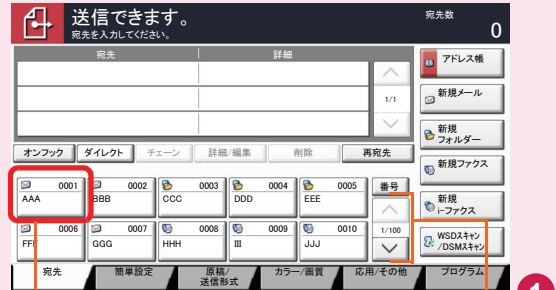 送信できます。
宛先を入力してください。
宛先数
0
宛先 詳細
1/1
アドレス帳
新規メール
新規
フォルダー
新規ファクス
新規
i-ファクス
WSDスキャン
/DSMスキャン
オンフック ダイレクト チェーン 詳細/編集 削除 再宛先
0001 0002 0003 0004 0005 番号
AAA BBB CCC DDD EEE
0006 0007 0008 0009 0010 1/100
FFF GGG HHH III JJJ
宛先 簡単設定 原稿/
送信形式 カラー/画質 応用/その他 プログラム
1